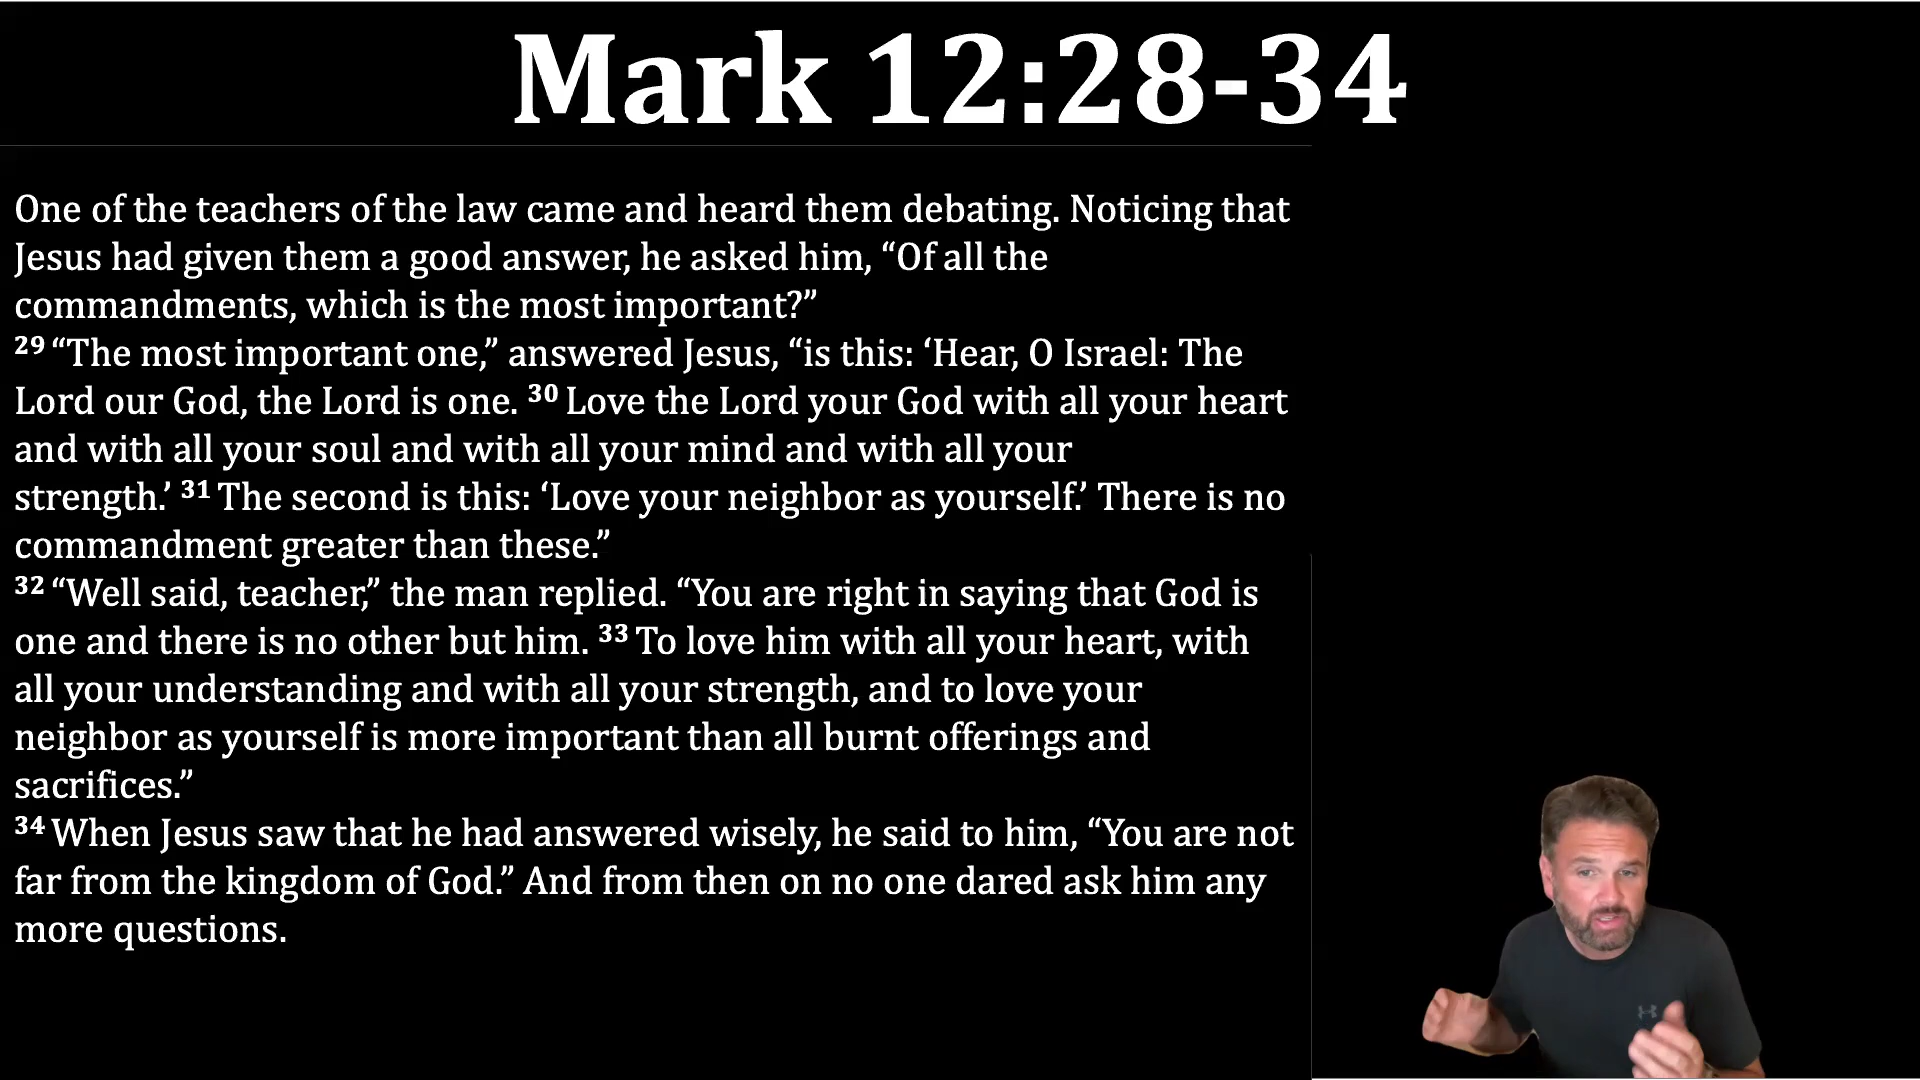 Mark 12:28-34
One of the teachers of the law came and heard them debating. Noticing that
Jesus had given them a good answer, he asked him, “Of all the
commandments, which is the most important?”
29 “The most important one,” answered Jesus, “is this: ‘Hear, O Israel: The
Lord our God, the Lord is one. 30 Love the Lord your God with all your heart
and with all your soul and with all your mind and with all your
strength.’ 31 The second is this: ‘Love your neighbor as yourself.’ There is no
commandment greater than these.”
32 “Well said, teacher,” the man replied. “You are right in saying that God is
one and there is no other but him. 33 To love him with all your heart, with
all your understanding and with all your strength, and to love your
neighbor as yourself is more important than all burnt offerings and
sacrifices.”
34 When Jesus saw that he had answered wisely, he said to him, “You are not
far from the kingdom of God.” And from then on no one dared ask him any
more questions.